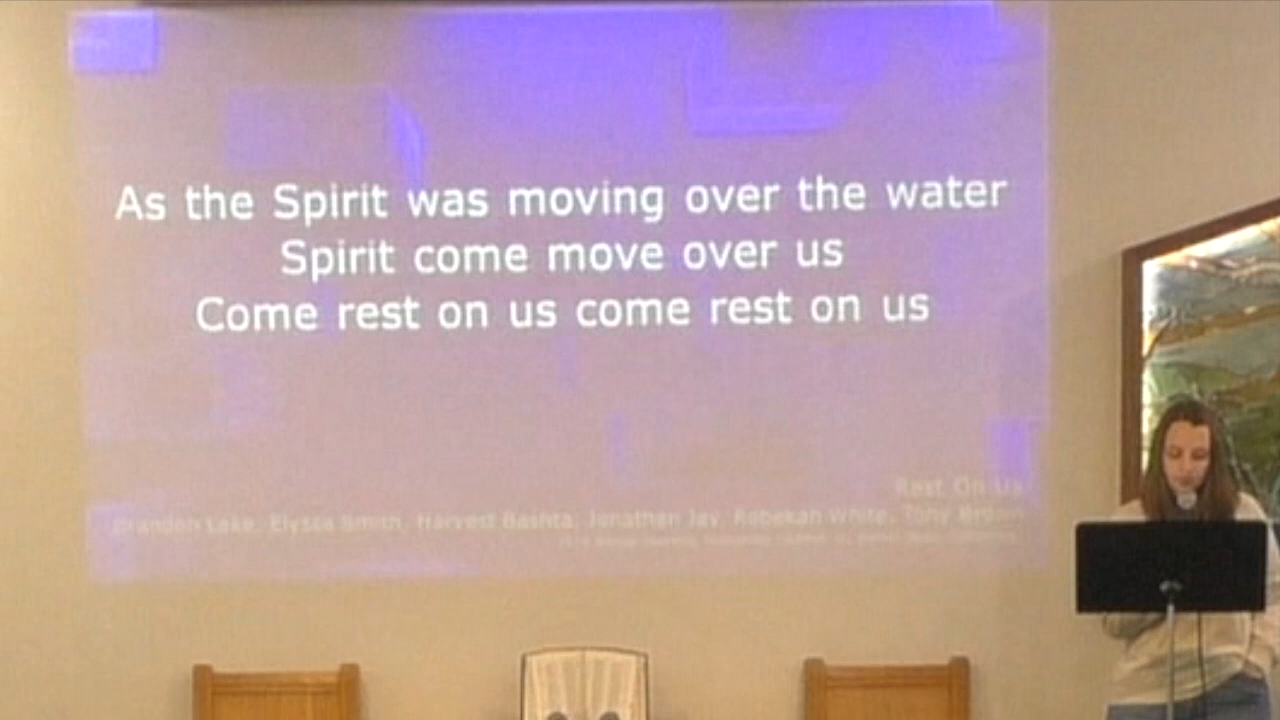 As the Spirit was moving over the water
Spirit come move over us
Come rest on us come rest on us
Rest On Us
Brandon Lake, Elyssa Smith, Harvest Bashta, Jonathan Jay, Rebekah White, Tony Brown